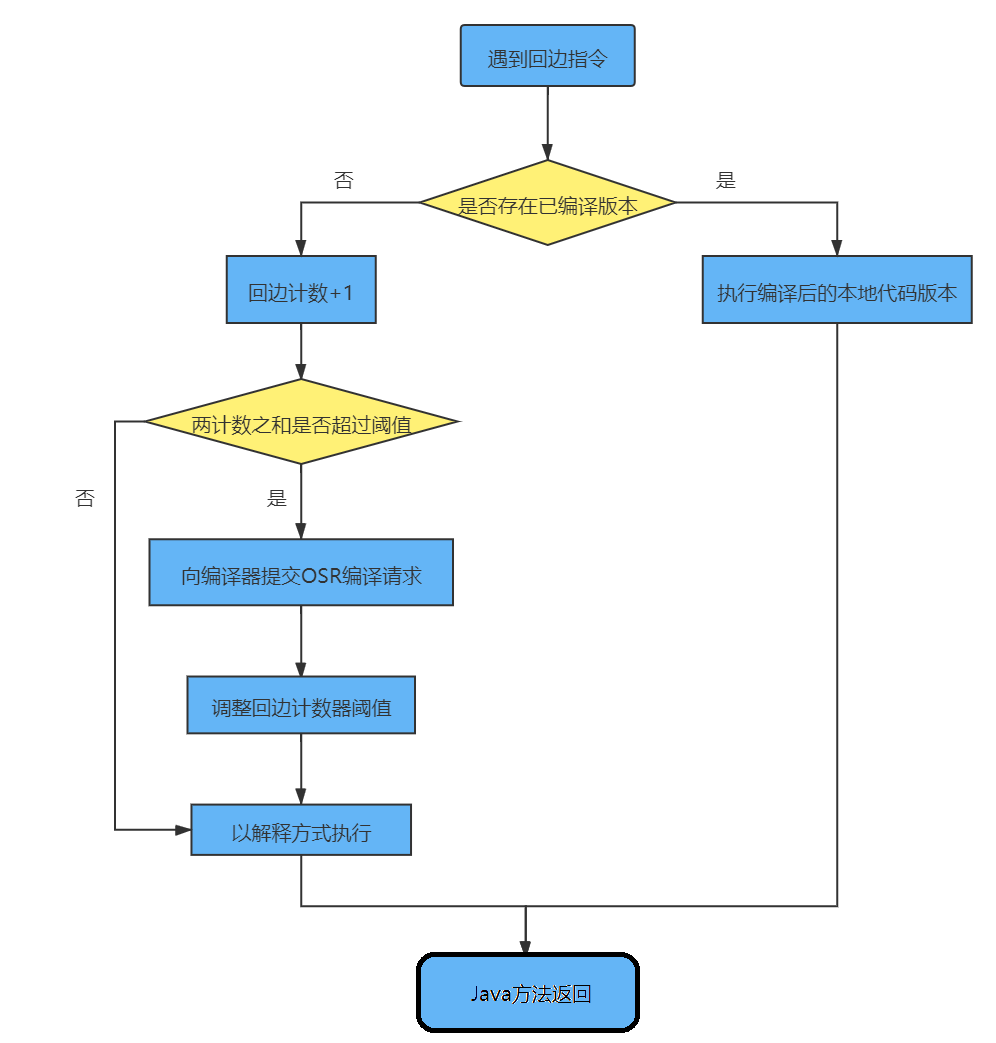 遇到回边指令
否
是
是否存在已编译版本
回边计数+1
执行编译后的本地代码版本
两计数之和是否超过阈值
否
是
向编译器提交OSR编译请求
调整回边计数器阈值
以解释方式执行
Java方法返回